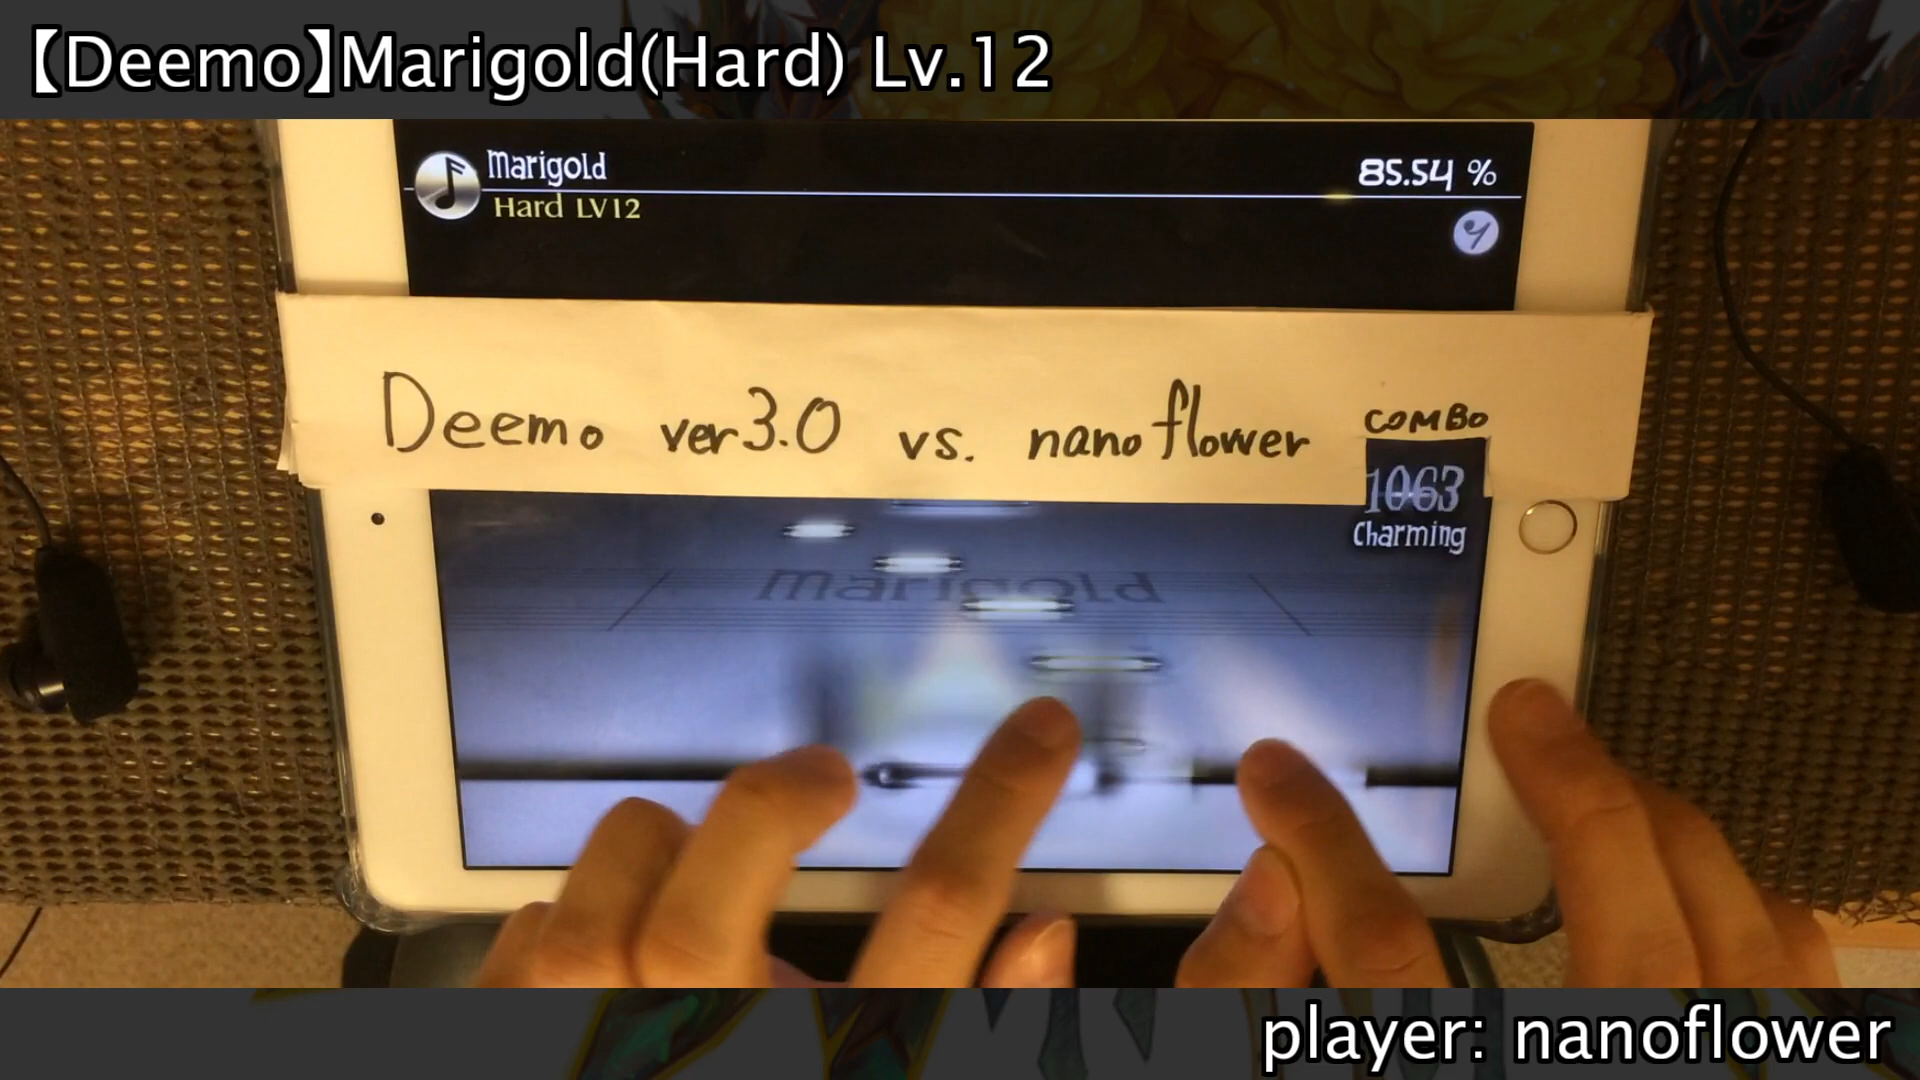 【Deemo】Marigold(Hard) Lv.12
Marigold
85.54 %
Hard LV12
Deemo ver3.0 vs. nanoflower
COMBO
1063
Charming
Marigold
player: nanoflower